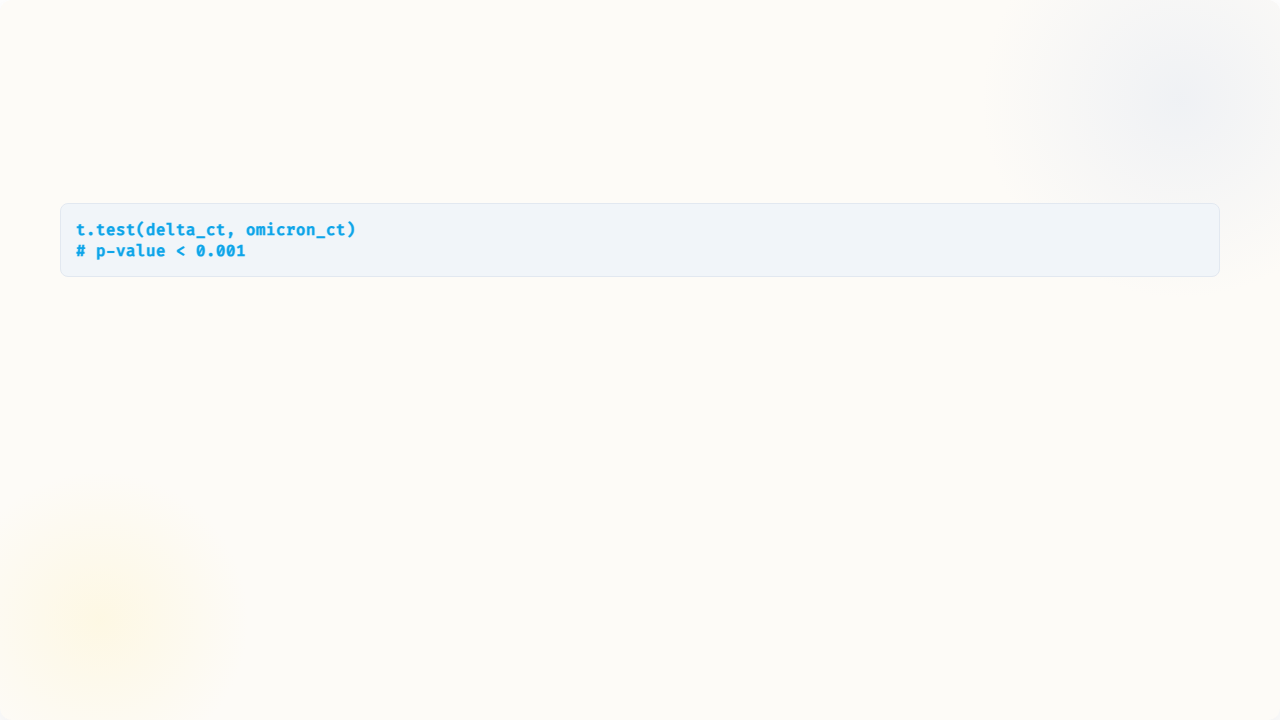 t.test(delta_ct, omicron_ct)
# p-value < 0.001